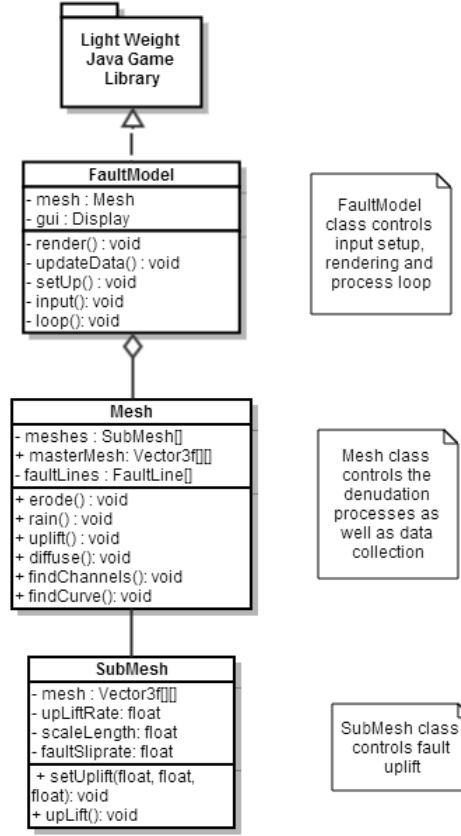 Light Weight
Java Game
Library
FaultModel
- mesh : Mesh
- gui : Display
- render() : void
- updateData() : void
- setUp() : void
- input(): void
- loop(): void
FaultModel
class controls
input setup,
rendering and
process loop
Mesh
- meshes : SubMesh[]
+ masterMesh: Vector3f[][]
- faultLines : FaultLine[]
+ erode() : void
+ rain() : void
+ uplift() : void
+ diffuse(): void
+ findChannels(): void
+ findCurve(): void
Mesh class
controls the
denudation
processes as
well as data
collection
SubMesh
- mesh : Vector3f[][]
- upLiftRate: float
- scaleLength: float
- faultSliprate: float
+ setUplift(float, float,
float): void
+ upLift(): void
SubMesh class
controls fault
uplift